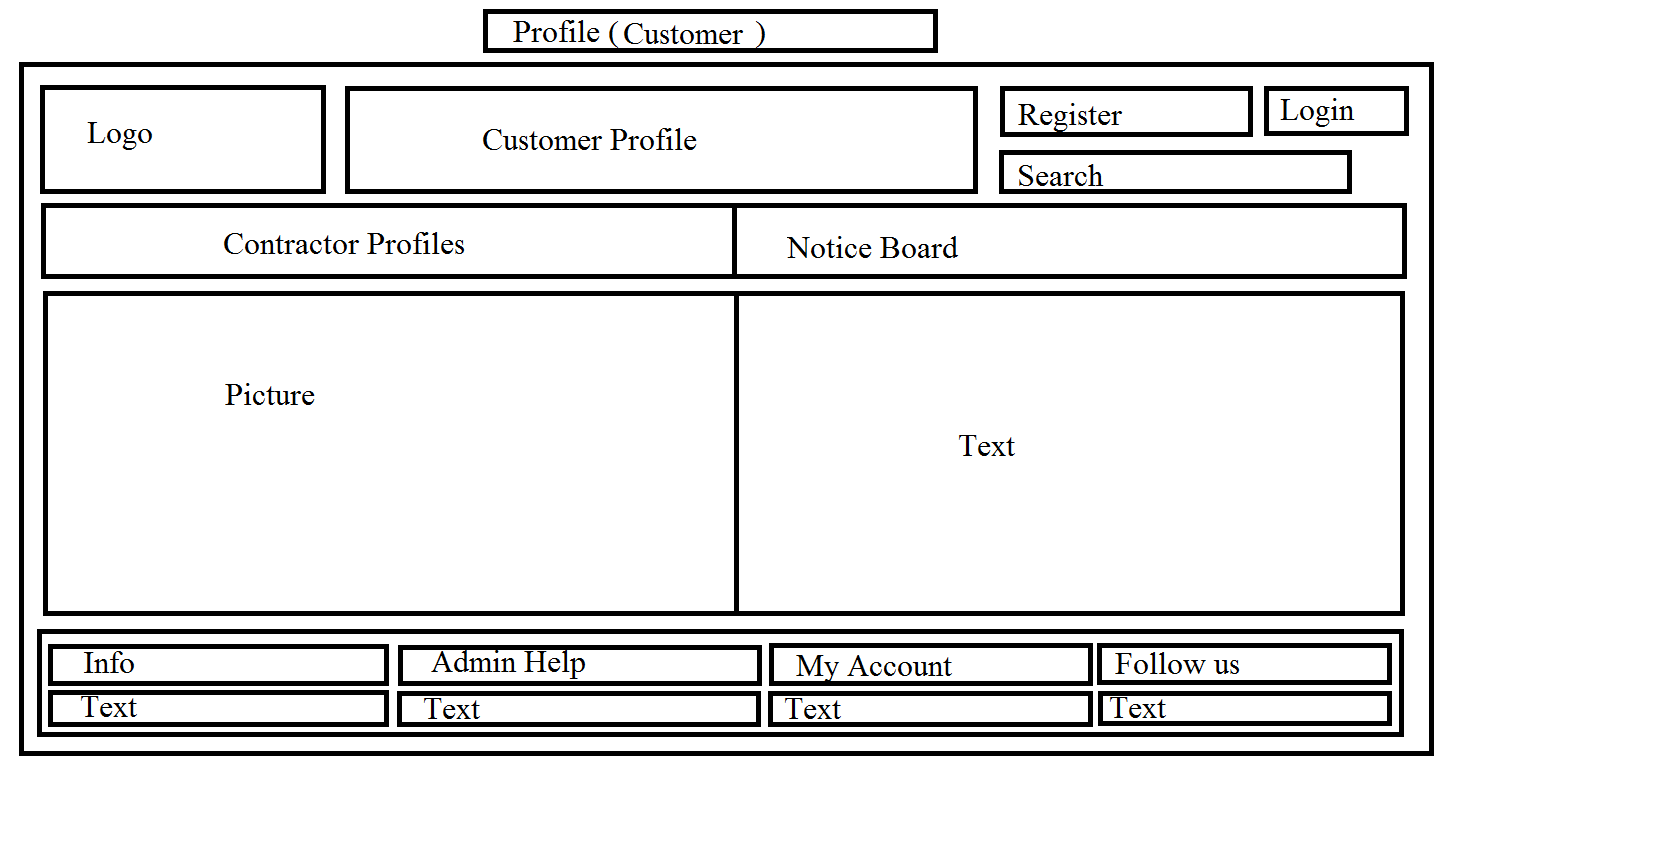 Profile (Customer )
Logo
Customer Profile
Register
Login
Search
Contractor Profiles
Notice Board
Picture
Text
Info
Admin Help
My Account
Follow us
Text
Text
Text
Text